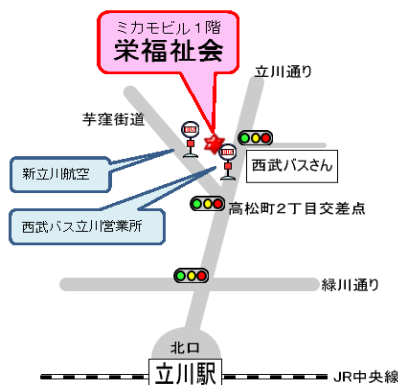 ミカモビル１階
栄福祉会
立川通り
芋窪街道
新立川航空
西武バスさん
西武バス立川営業所
高松町２丁目交差点
緑川通り
北口
立川駅
JR中央線